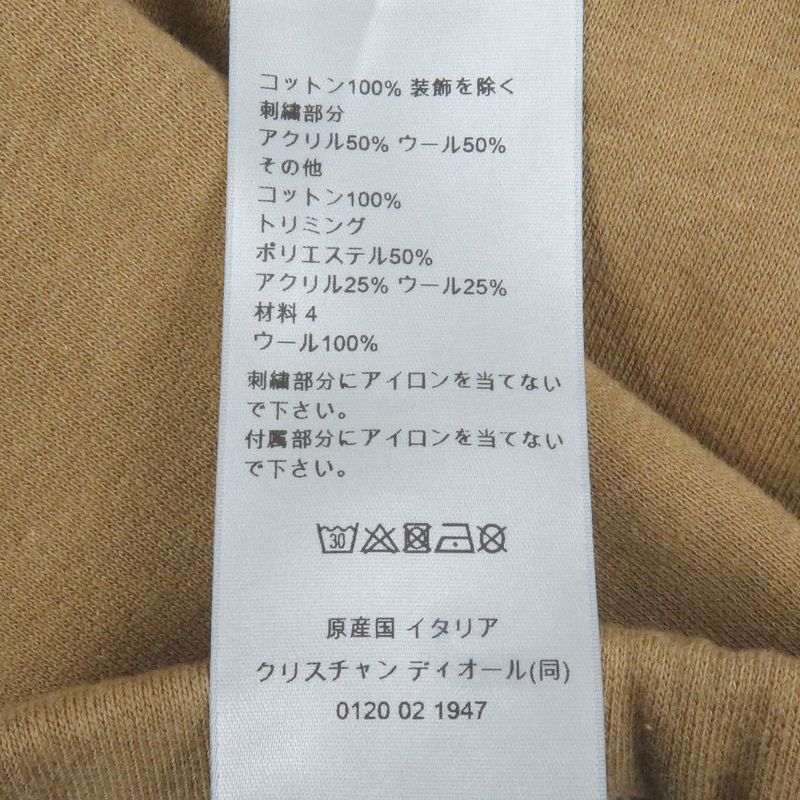 コットン100% 装飾を除く
刺繍部分
アクリル50% ウール50%
その他
コットン100%
トリミング
ポリエステル50%
アクリル25% ウール25%
材料 4
ウール100%
刺繍部分にアイロンを当てない
で下さい。
付属部分にアイロンを当てない
で下さい。
30
原産国 イタリア
クリスチャン ディオール(同)
0120 02 1947